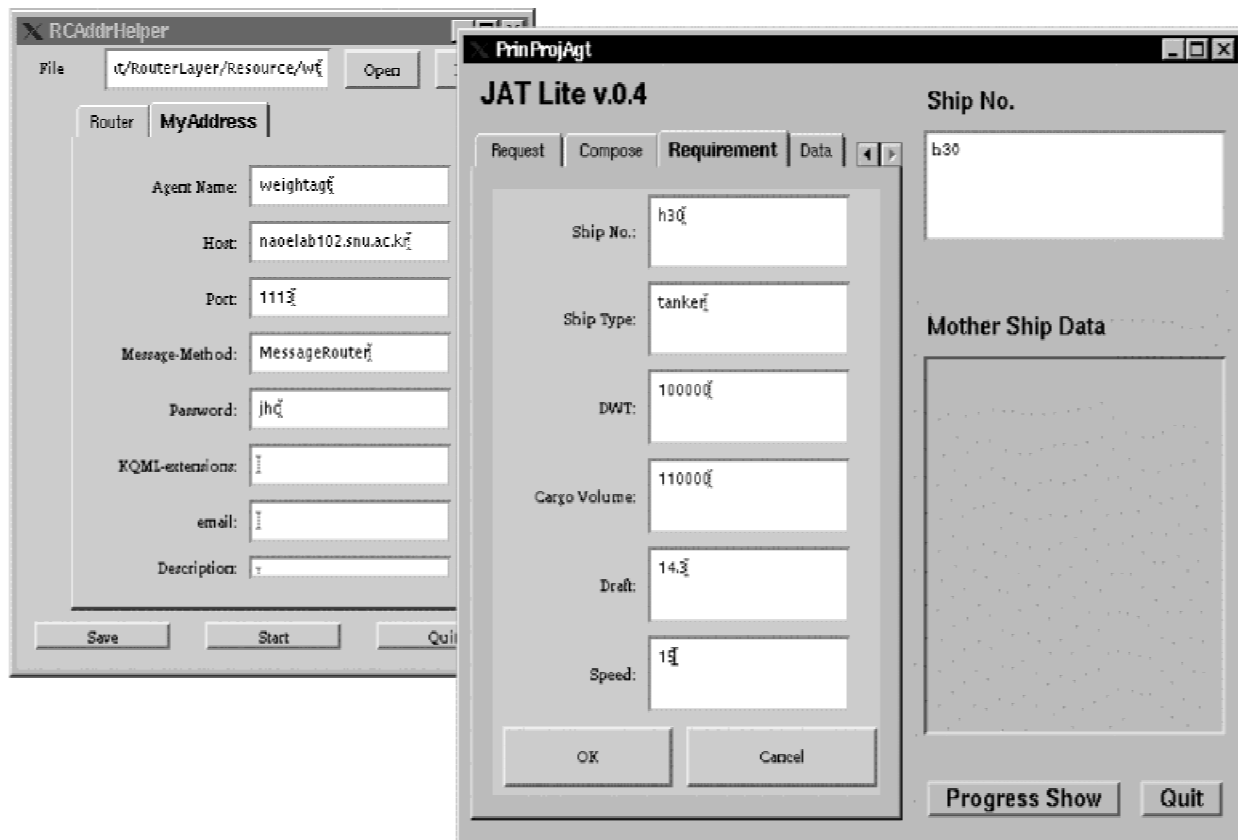 RCAddrHelper
File
t/RouterLayer/Resource/wt
Open
Router
MyAddress
Agent Name:
weightagt
Host:
naoelab102.snu.ac.kr
Port:
1113
Message-Method:
MessageRouter
Password:
jhc
KQML-extensions:
email:
Description:
Save
Start
Quit
PrinProjAgt
JAT Lite v.0.4
Request
Compose
Requirement
Data
Ship No.:
h30
Ship Type:
tanker
DWT:
100000
Cargo Volume:
110000
Draft:
14.3
Speed:
15
OK
Cancel
Ship No.
h30
Mother Ship Data
Progress Show
Quit